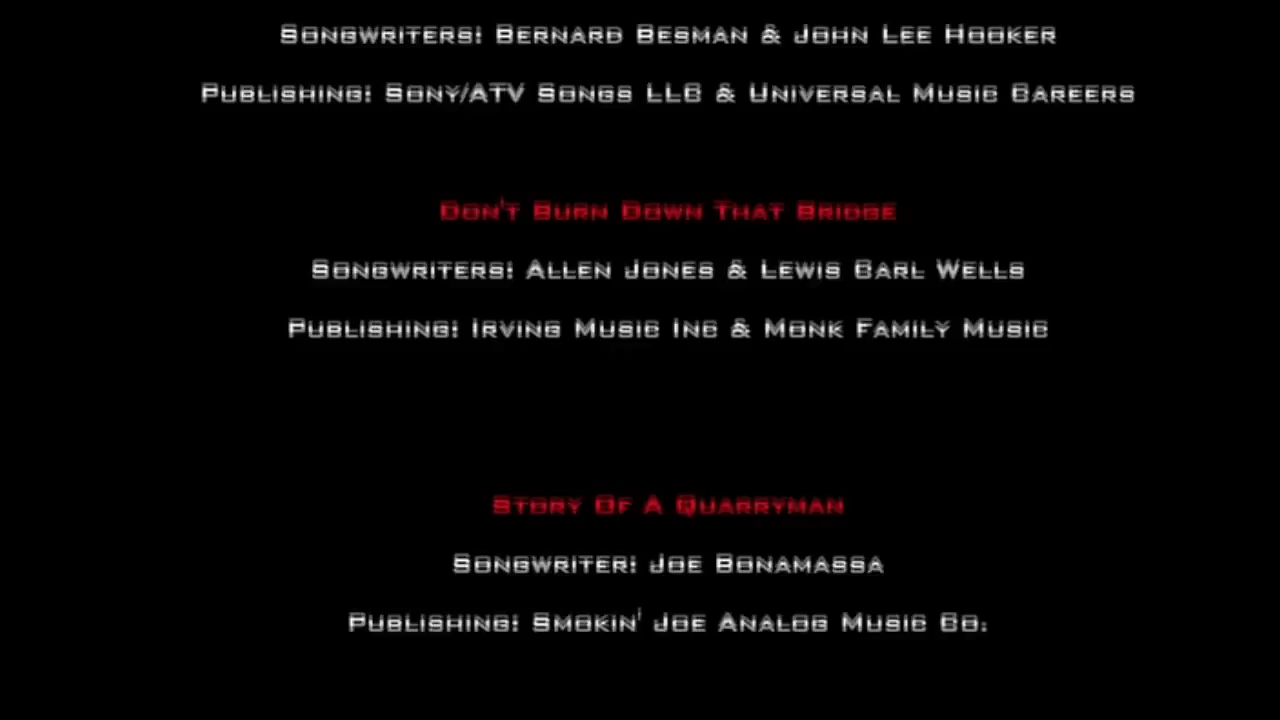 Songwriters: Bernard Besman & John Lee Hooker
Publishing: Sony/ATV Songs LLC & Universal Music Careers
Don't Burn Down That Bridge
Songwriters: Allen Jones & Lewis Carl Wells
Publishing: Irving Music Inc & Monk Family Music
Story Of A Quarryman
Songwriter: Joe Bonamassa
Publishing: Smokin' Joe Analog Music Co.